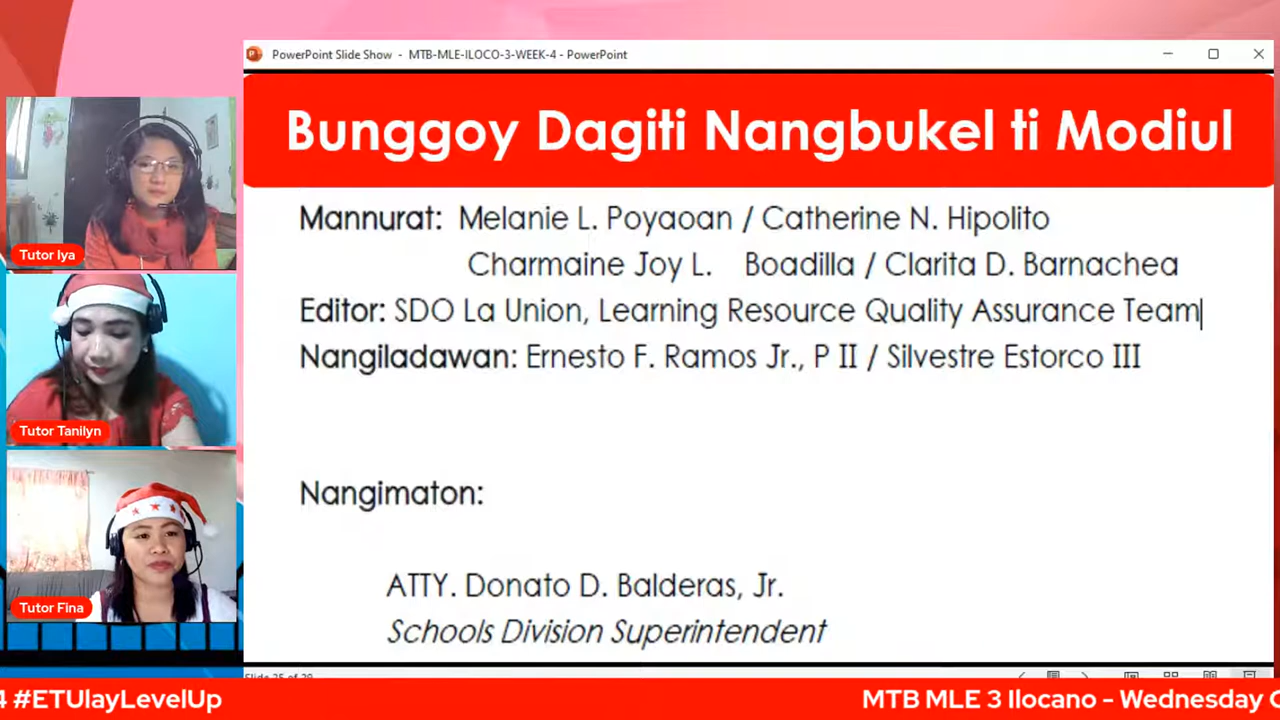 PowerPoint Slide Show - MTB-MLE-ILOCO-3-WEEK-4 - PowerPoint
Bunggoy Dagiti Nangbukel ti Modiul
Mannurat: Melanie L. Poyaoan / Catherine N. Hipolito
Charmaine Joy L. Boadilla / Clarita D. Barnachea
Editor: SDO La Union, Learning Resource Quality Assurance Team
Nangiladawan: Ernesto F. Ramos Jr., P II / Silvestre Estorco III
Nangimaton:
ATTY. Donato D. Balderas, Jr.
Schools Division Superintendent
Tutor Iya
Tutor Tanilyn
Tutor Fina
4 #ETUlayLevelUp
MTB MLE 3 Ilocano - Wednesday